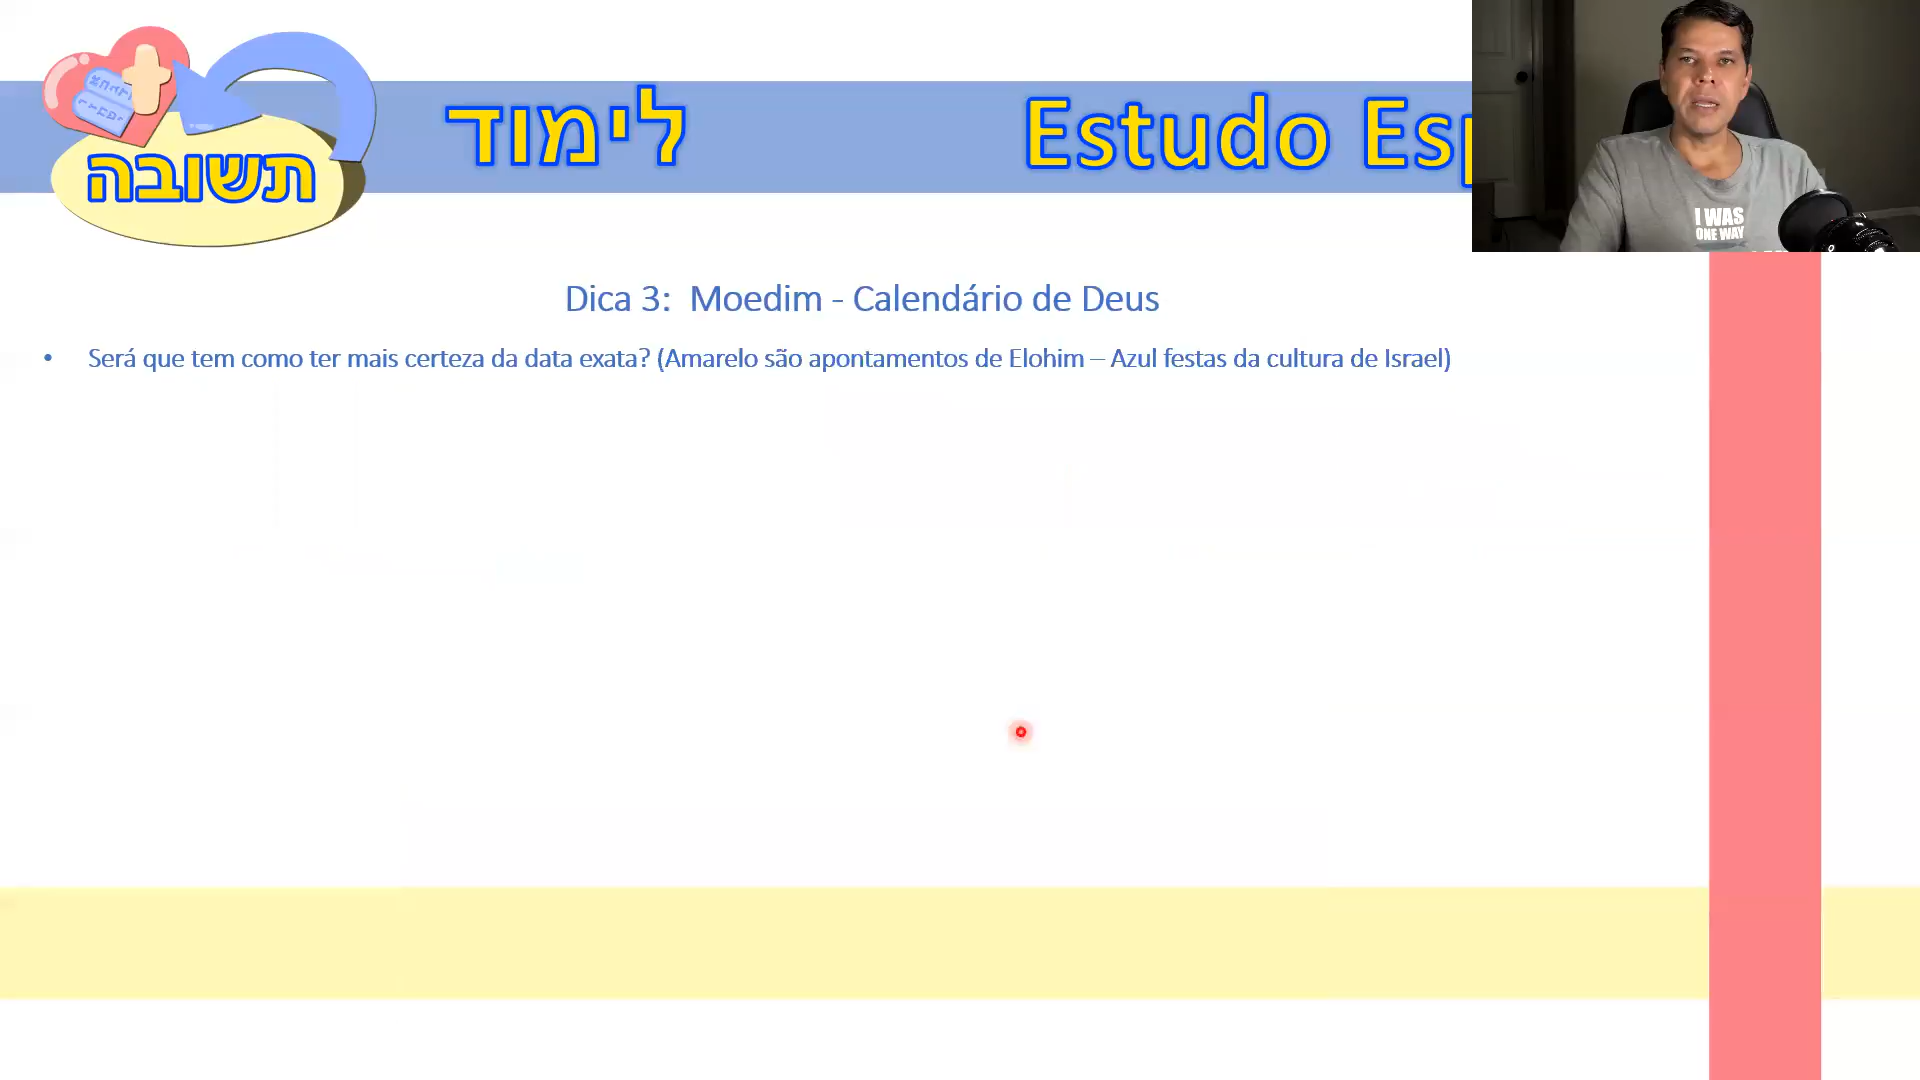 תשובה
לימוד
Estudo
I WAS
ONE WAY
Dica 3:  Moedim - Calendário de Deus
• Será que tem como ter mais certeza da data exata? (Amarelo são apontamentos de Elohim – Azul festas da cultura de Israel)